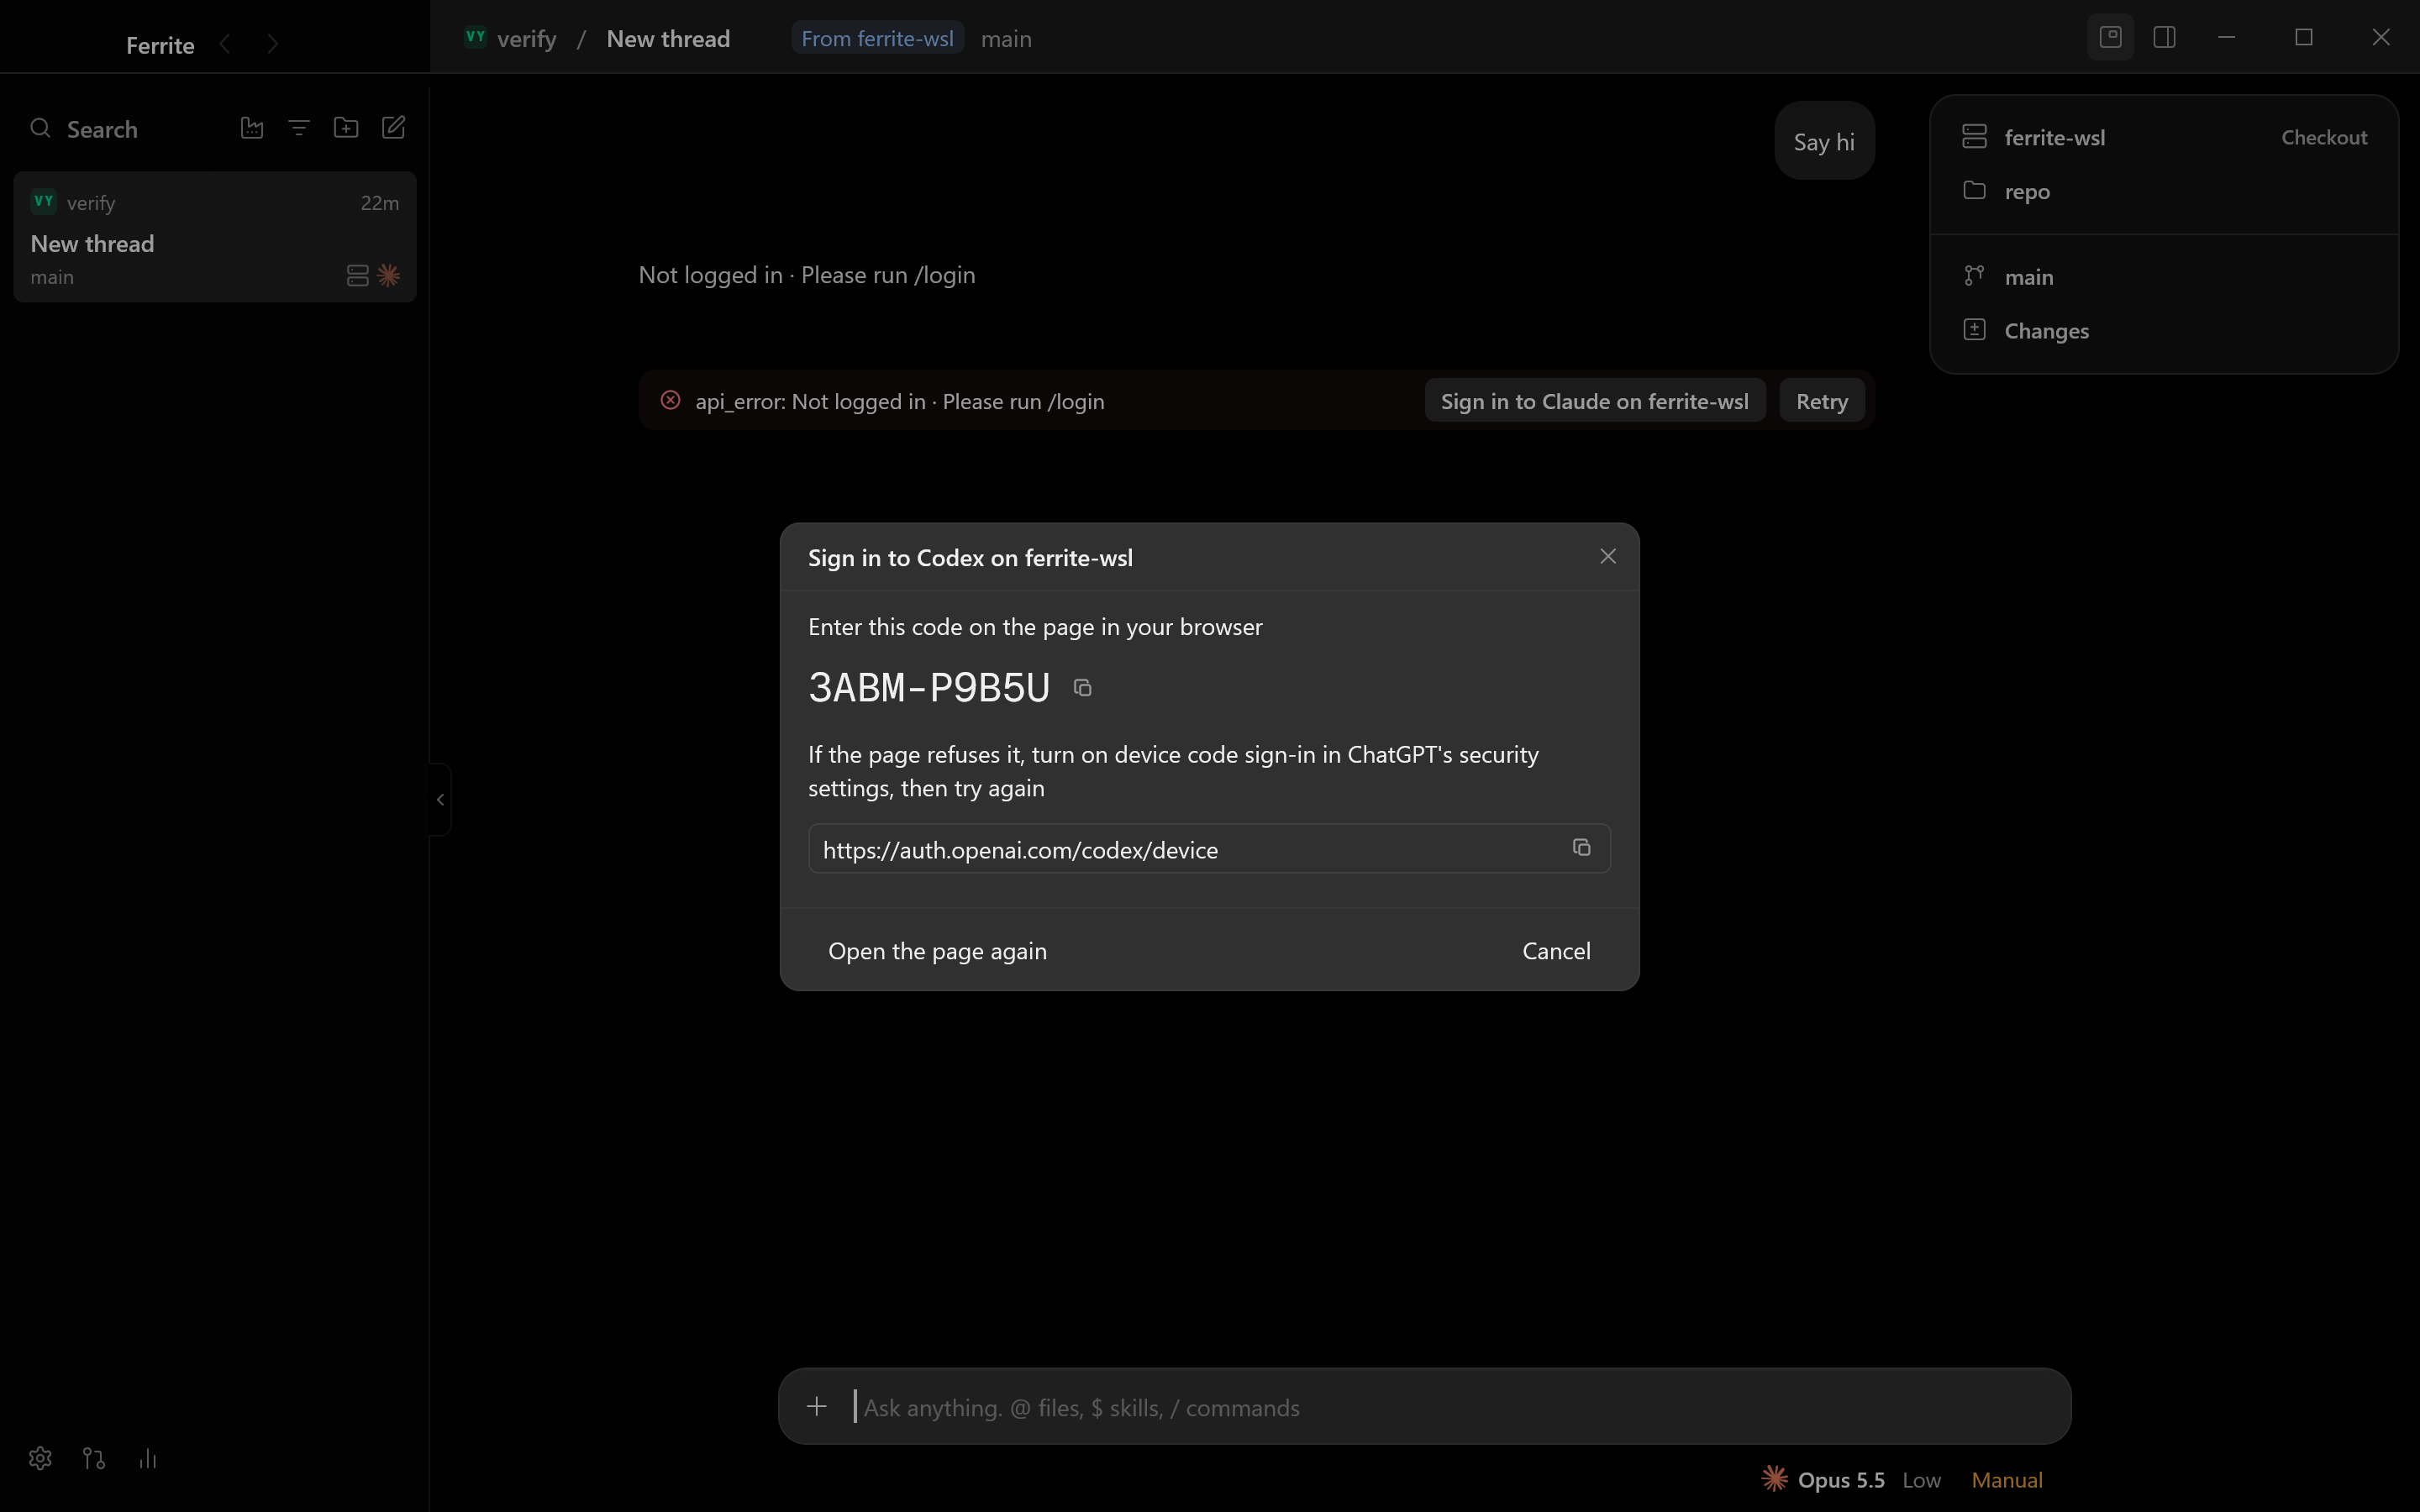 Ferrite
VY verify / New thread From ferrite-wsl main
Search
VY verify 22m
New thread
main
Say hi
Not logged in · Please run /login
api_error: Not logged in · Please run /login Sign in to Claude on ferrite-wsl Retry
ferrite-wsl Checkout
repo
main
Changes
Sign in to Codex on ferrite-wsl
Enter this code on the page in your browser
3ABM-P9B5U
If the page refuses it, turn on device code sign-in in ChatGPT's security
settings, then try again
https://auth.openai.com/codex/device
Open the page again Cancel
Ask anything. @ files, $ skills, / commands
Opus 5.5 Low Manual